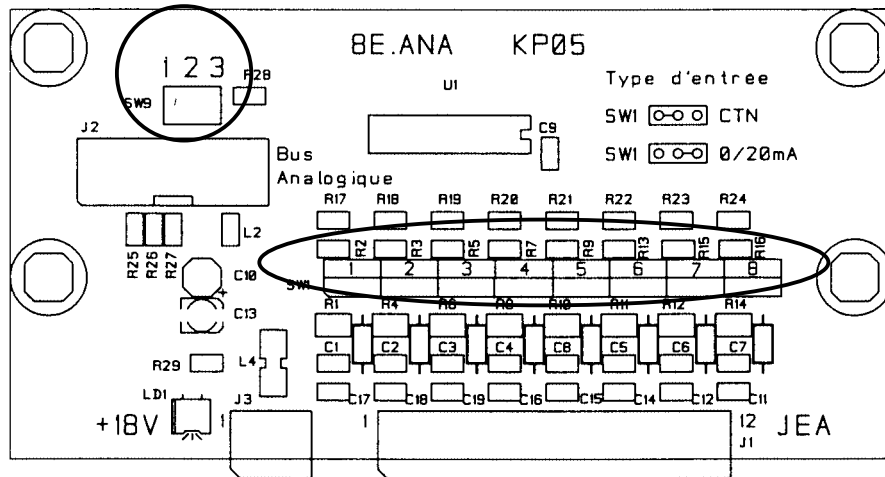 8E.ANA KP05
1 2 3
R28
SW9
U1
Type d'entrée
SW1 CTN
SW1 0/20mA
J2
C9
Bus
Analogique
R17 R18 R19 R20 R21 R22 R23 R24
L2
R25 R26 R27
R2 R3 R5 R7 R9 R13 R15 R16
SW1 1 2 3 4 5 6 7 8
C10
+
C13
R1 R4 R6 R8 R10 R11 R12 R14
C1 C2 C3 C4 C8 C5 C6 C7
R29
L4
LD1
J3
C17 C18 C19 C16 C15 C14 C12 C11
+18V 1 1 12 JEA
J1